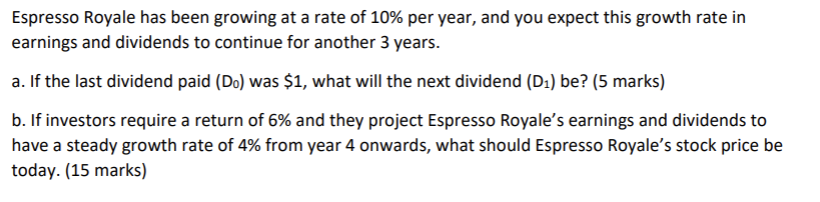 Espresso Royale has been growing at a rate of 10% per year, and you expect this growth rate in
earnings and dividends to continue for another 3 years.
a. If the last dividend paid (D₀) was $1, what will the next dividend (D₁) be? (5 marks)
b. If investors require a return of 6% and they project Espresso Royale’s earnings and dividends to
have a steady growth rate of 4% from year 4 onwards, what should Espresso Royale’s stock price be
today. (15 marks)